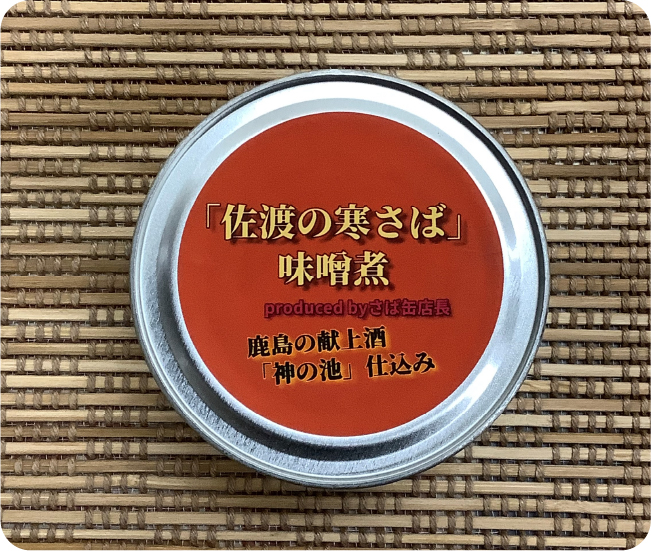 「佐渡の寒さば」
味噌煮
produced byさば缶店長
鹿島の献上酒
「神の池」仕込み